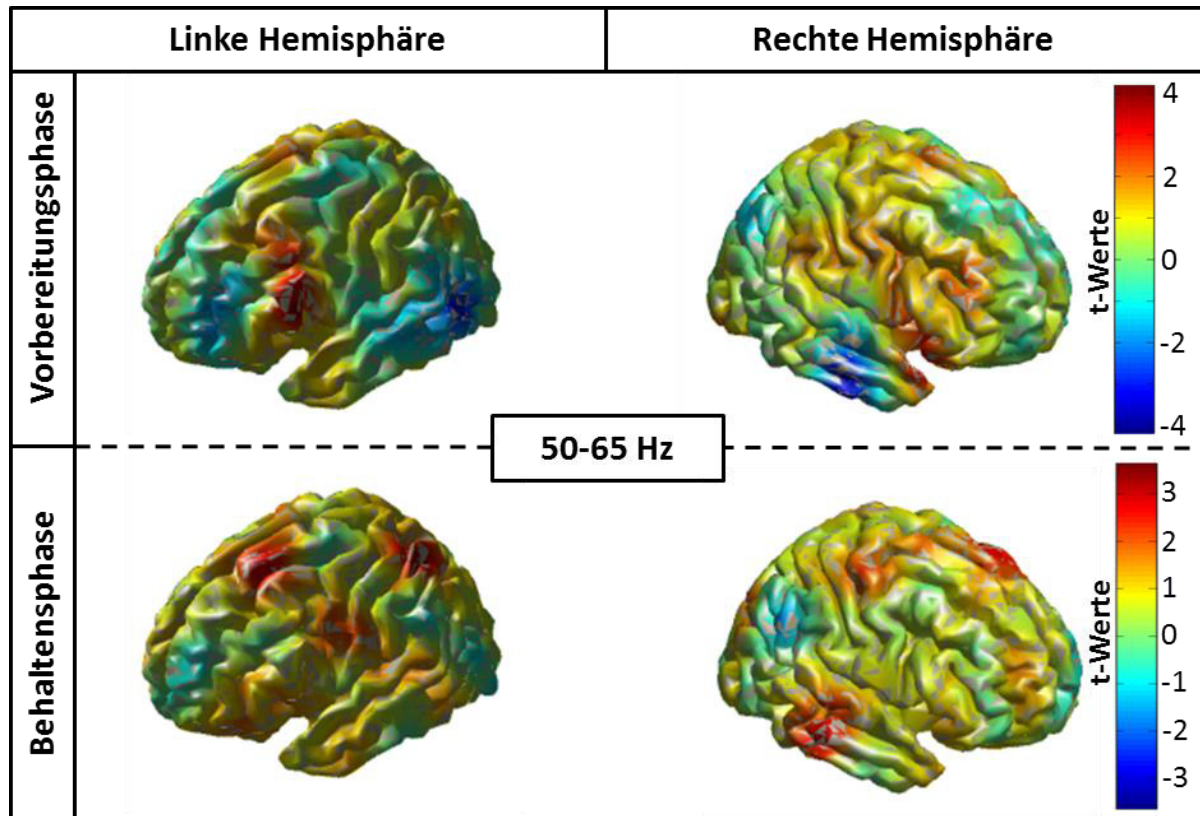 Linke Hemisphäre
Rechte Hemisphäre
Vorbereitungsphase
4
2
0
-2
-4
t-Werte
50-65 Hz
Behaltensphase
3
2
1
0
-1
-2
-3
t-Werte